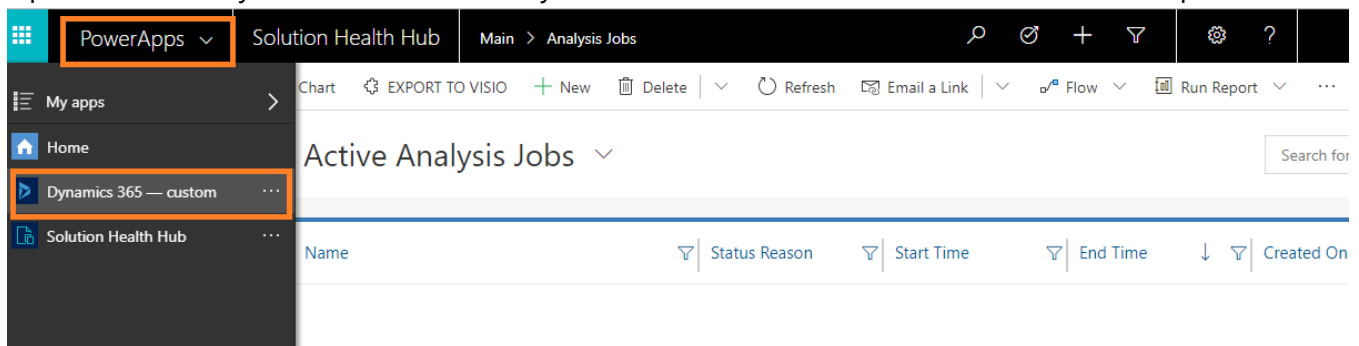 PowerApps Solution Health Hub Main > Analysis Jobs ?
My apps
Home
Dynamics 365 — custom ...
Solution Health Hub ...
Chart EXPORT TO VISIO + New Delete Refresh Email a Link Flow Run Report ...
Active Analysis Jobs
Search for
Name Status Reason Start Time End Time ↓ Created On